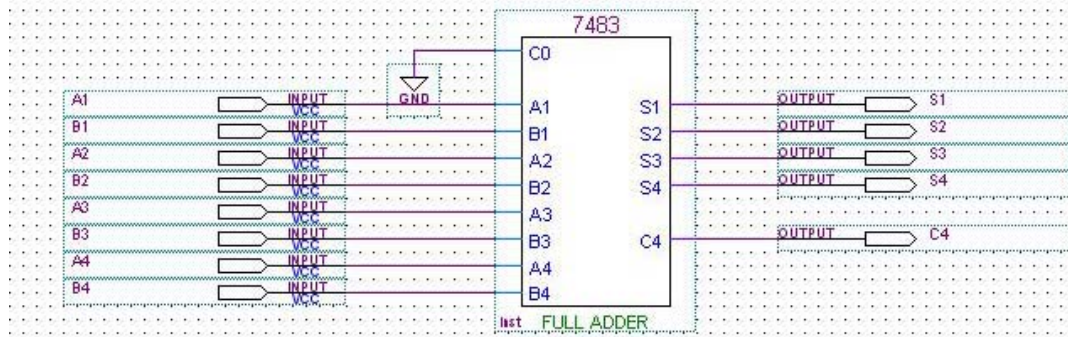 7483
C0
GND
A1 INPUT VCC A1 S1 OUTPUT S1
B1 INPUT VCC B1 S2 OUTPUT S2
A2 INPUT VCC A2 S3 OUTPUT S3
B2 INPUT VCC B2 S4 OUTPUT S4
A3 INPUT VCC A3
B3 INPUT VCC B3 C4 OUTPUT C4
A4 INPUT VCC A4
B4 INPUT VCC B4
inst FULL ADDER